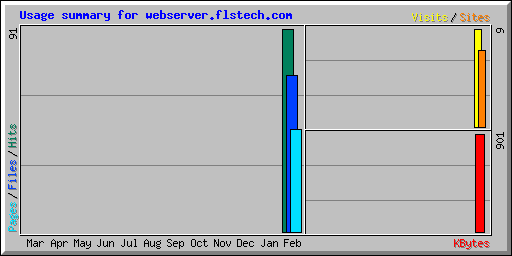 Usage summary for webserver.flstech.com
Visits/Sites
91
9
901
Pages/Files/Hits
Mar Apr May Jun Jul Aug Sep Oct Nov Dec Jan Feb
KBytes